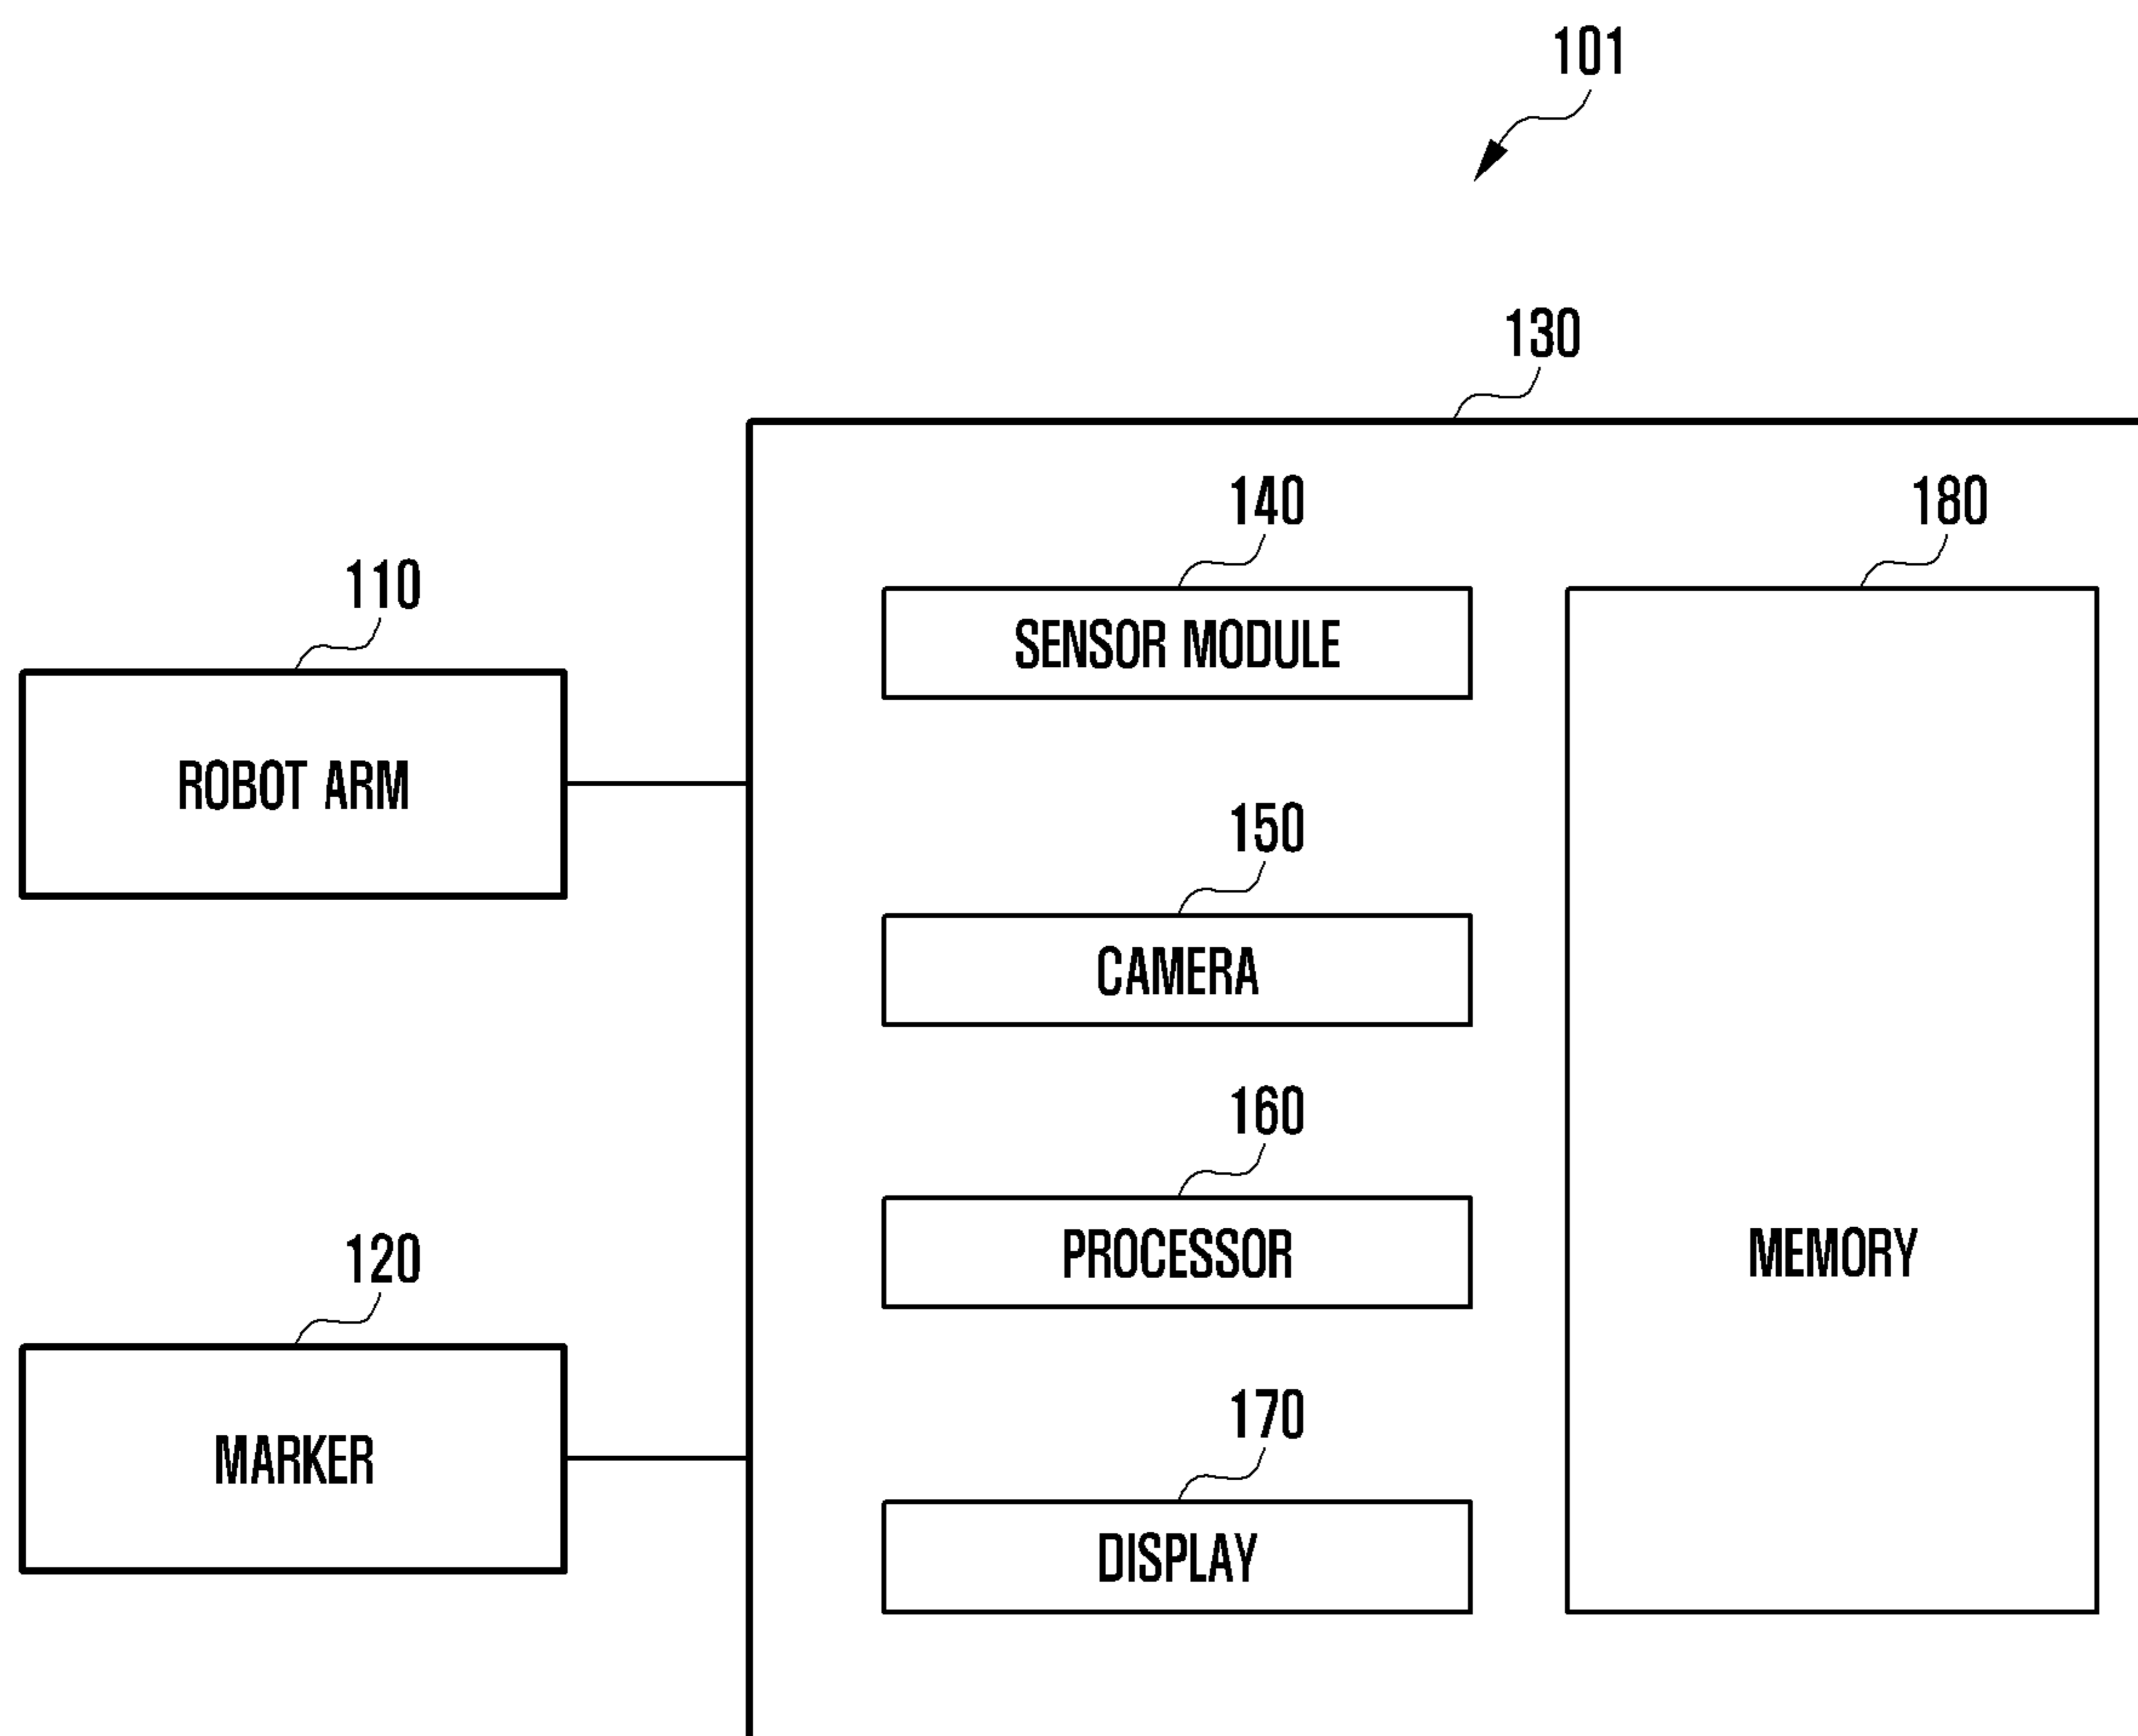 101
130
140
180
110
SENSOR MODULE
ROBOT ARM
150
CAMERA
160
PROCESSOR
MEMORY
120
170
MARKER
DISPLAY